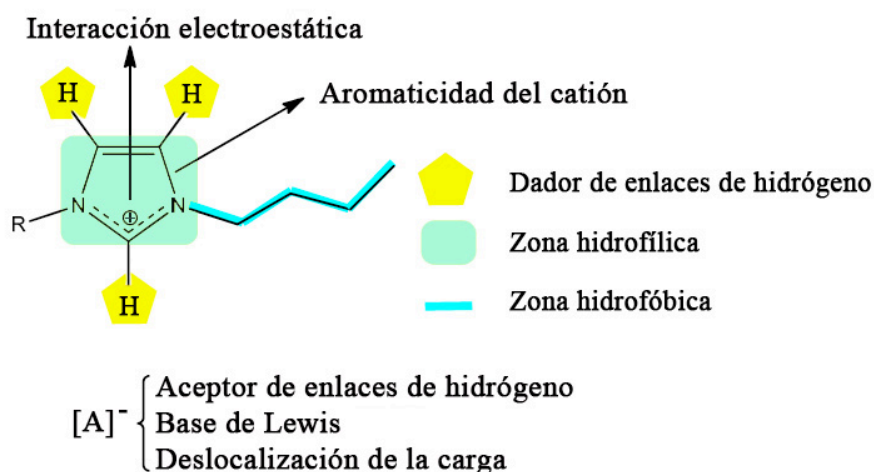 Interacción electroestática
H
H
Aromaticidad del catión
N
N
⊕
R
H
Dador de enlaces de hidrógeno
Zona hidrofílica
Zona hidrofóbica
[A]⁻
Aceptor de enlaces de hidrógeno
Base de Lewis
Deslocalización de la carga